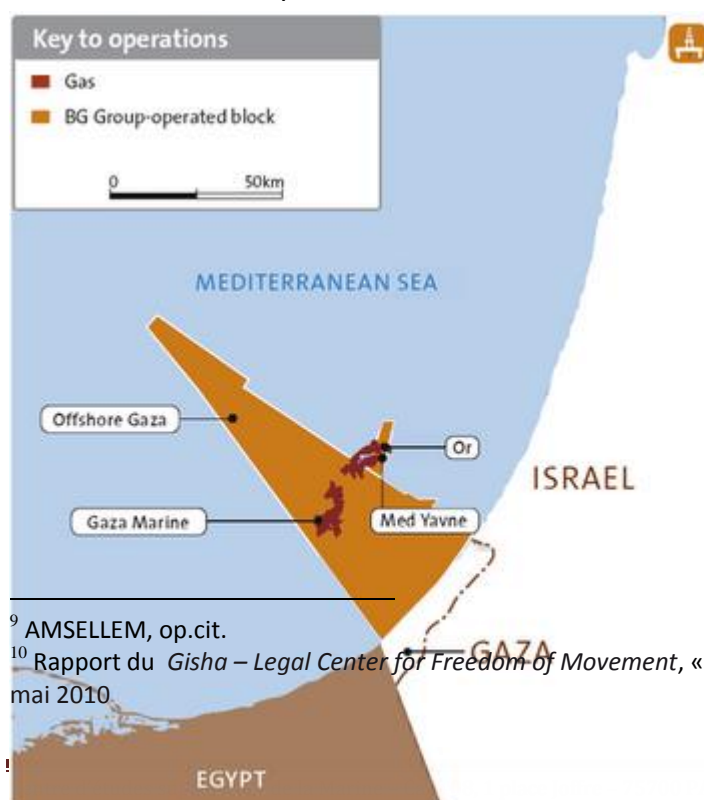 Key to operations
Gas
BG Group-operated block
0 50km
MEDITERRANEAN SEA
Offshore Gaza
Or
ISRAEL
Gaza Marine
Med Yavne
⁹ AMSELLEM, op.cit.
GAZA
¹⁰ Rapport du Gisha – Legal Center for Freedom of Movement, «
mai 2010
!
EGYPT